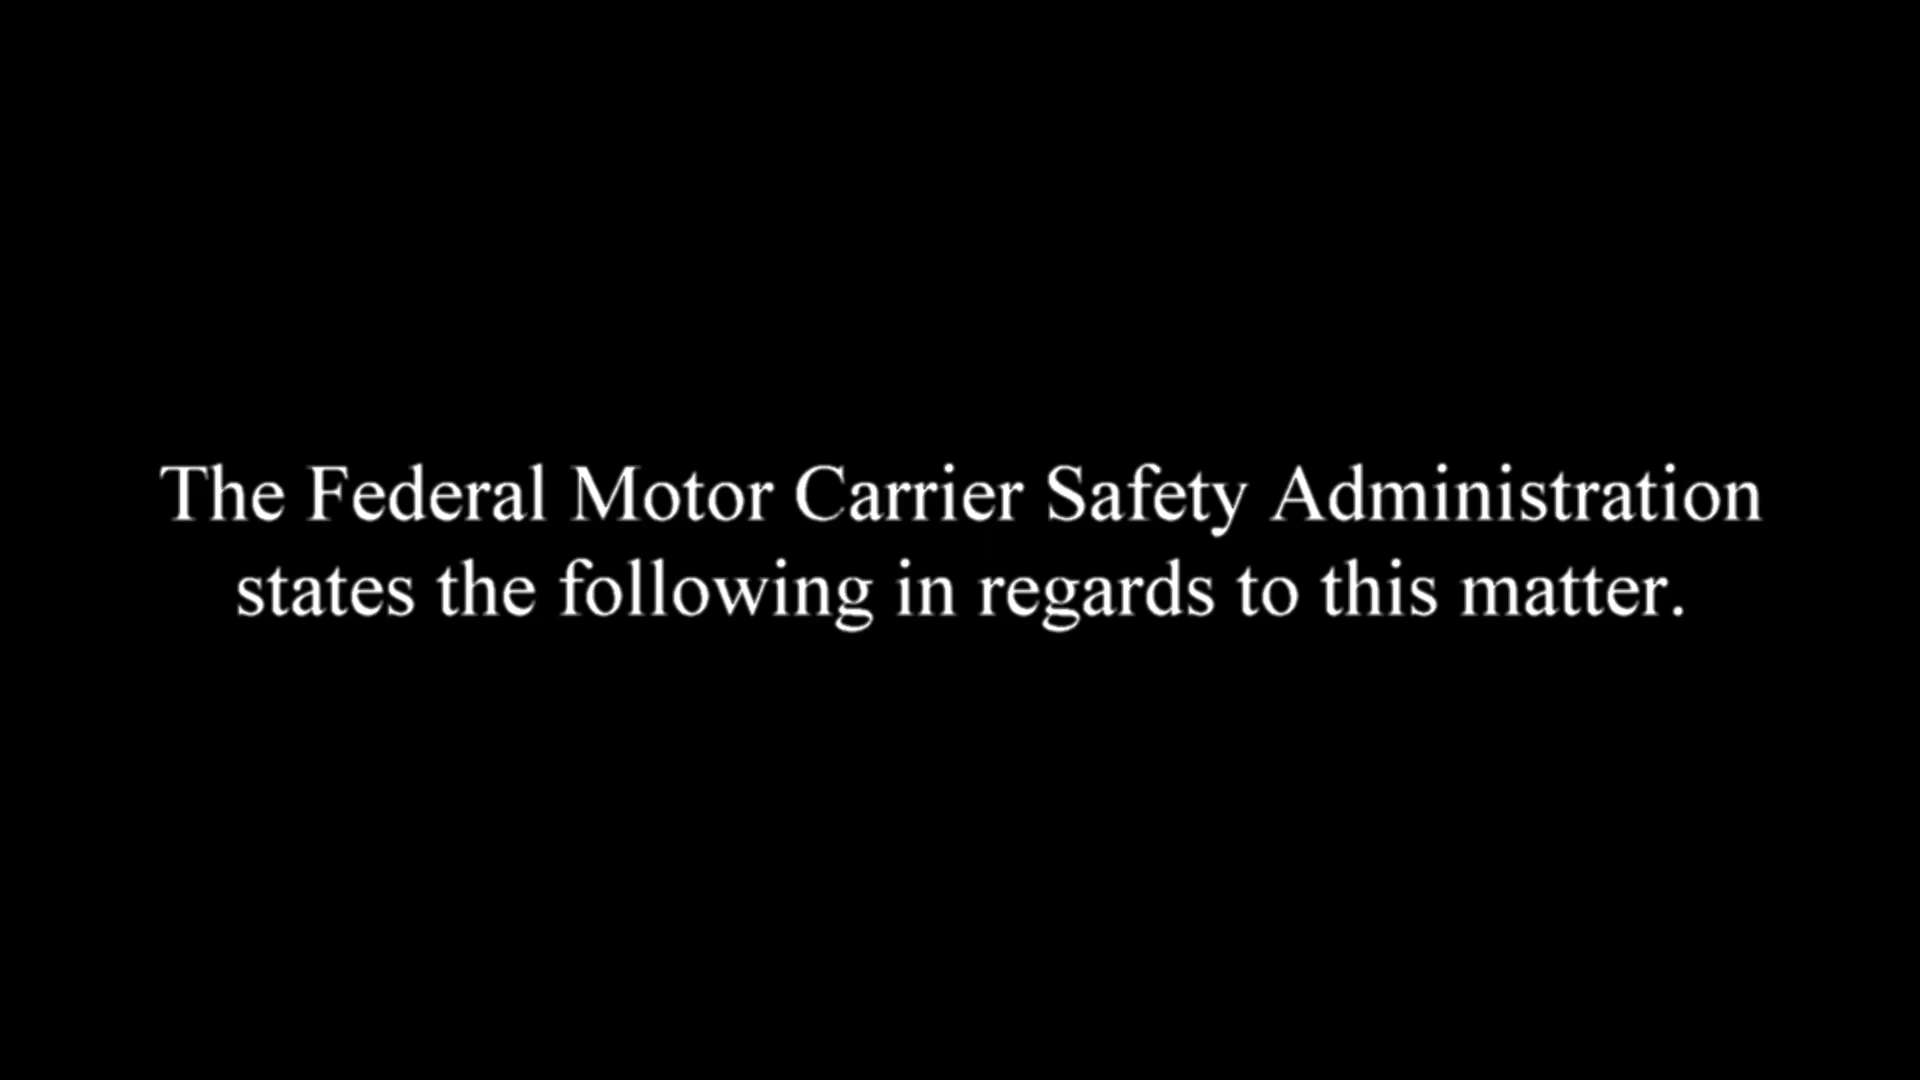 The Federal Motor Carrier Safety Administration
states the following in regards to this matter.